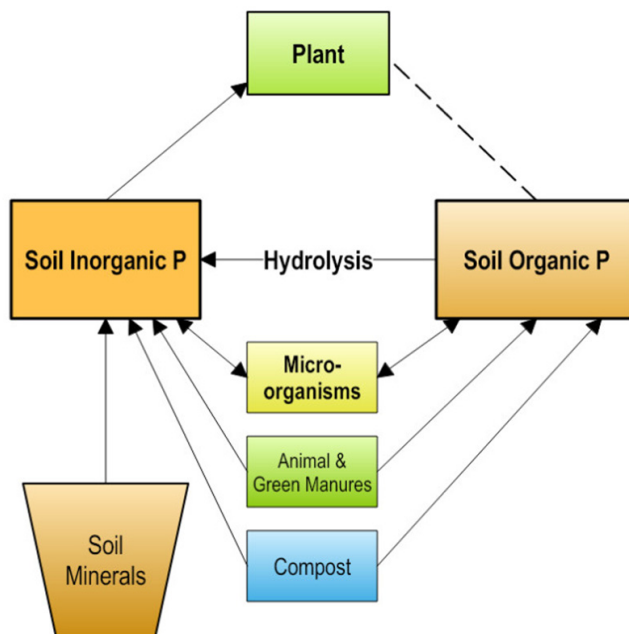 Plant
Soil Inorganic P
Hydrolysis
Soil Organic P
Micro-
organisms
Animal &
Green Manures
Soil
Minerals
Compost